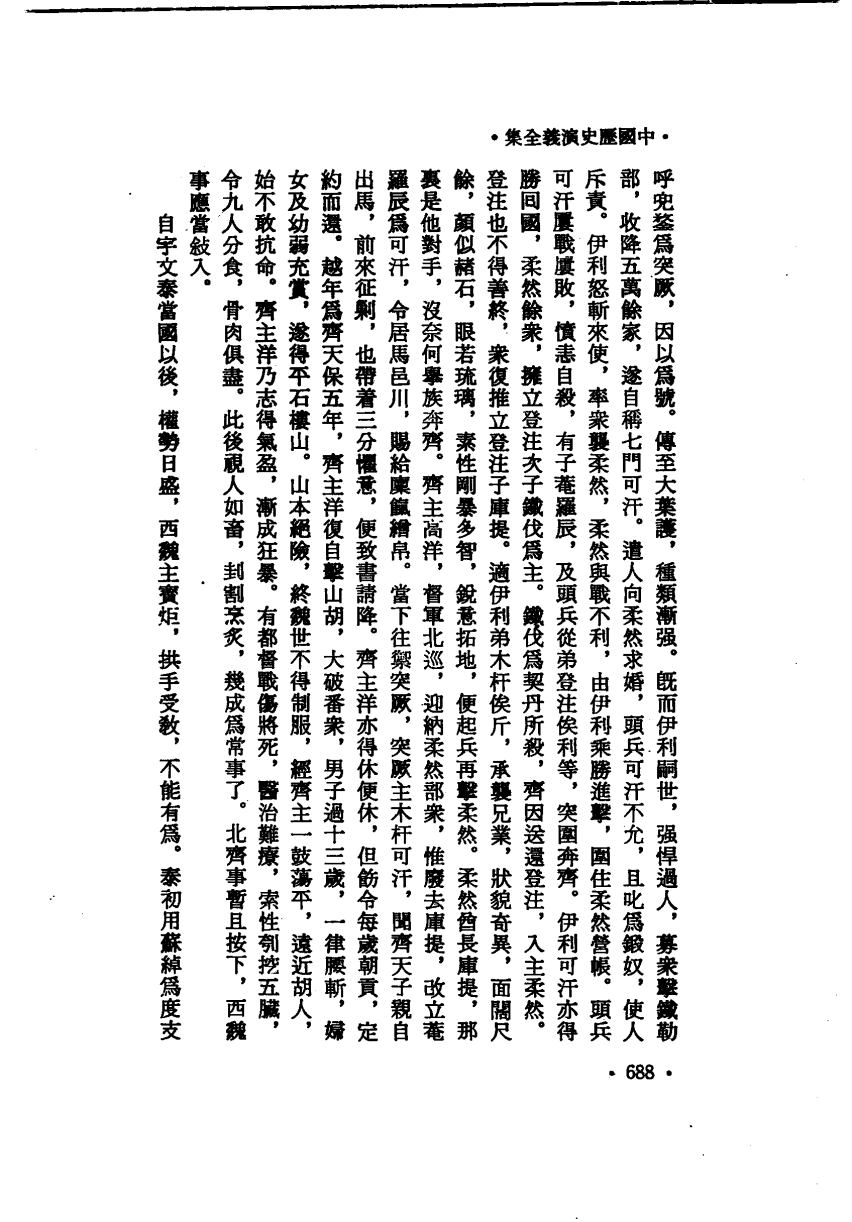 ·中國歷史演義全集·
呼兜鍪爲突厥，因以爲號。傳至大葉護，種類漸强。旣而伊利嗣世，强悍過人，募衆擊鐵勒
部，收降五萬餘家，遂自稱七門可汗。遣人向柔然求婚，頭兵可汗不允，且叱爲鍛奴，使人
斥責。伊利怒斬來使，率衆襲柔然，柔然與戰不利，由伊利乘勝進擊，圍住柔然營帳。頭兵
可汗屢戰屢敗，憤恚自殺，有子菴羅辰，及頭兵從弟登注俟利等，突圍奔齊。伊利可汗亦得
勝回國，柔然餘衆，擁立登注次子鐵伐爲主。鐵伐爲契丹所殺，齊因送還登注，入主柔然。
登注也不得善終，衆復推立登注子庫提。適伊利弟木杆俟斤，承襲兄業，狀貌奇異，面闊尺
餘，顏似赭石，眼若琉璃，素性剛暴多智，銳意拓地，便起兵再擊柔然。柔然酋長庫提，那
裏是他對手，沒奈何擧族奔齊。齊主高洋，督軍北巡，迎納柔然部衆，惟廢去庫提，改立菴
羅辰爲可汗，令居馬邑川，賜給廩餼繒帛。當下往禦突厥，突厥主木杆可汗，聞齊天子親自
出馬，前來征剿，也帶着三分懼意，便致書請降。齊主洋亦得休便休，但飭令每歲朝貢，定
約而還。越年爲齊天保五年，齊主洋復自擊山胡，大破番衆，男子過十三歲，一律腰斬，婦
女及幼弱充賞，遂得平石樓山。山本絕險，終魏世不得制服，經齊主一鼓蕩平，遠近胡人，
始不敢抗命。齊主洋乃志得氣盈，漸成狂暴。有都督戰傷將死，醫治難療，索性刳挖五臟，
令九人分食，骨肉俱盡。此後視人如畜，刲割烹炙，幾成爲常事了。北齊事暫且按下，西魏
事應當敍入。
自宇文泰當國以後，權勢日盛，西魏主寶炬，拱手受敎，不能有爲。泰初用蘇綽爲度支
·688·